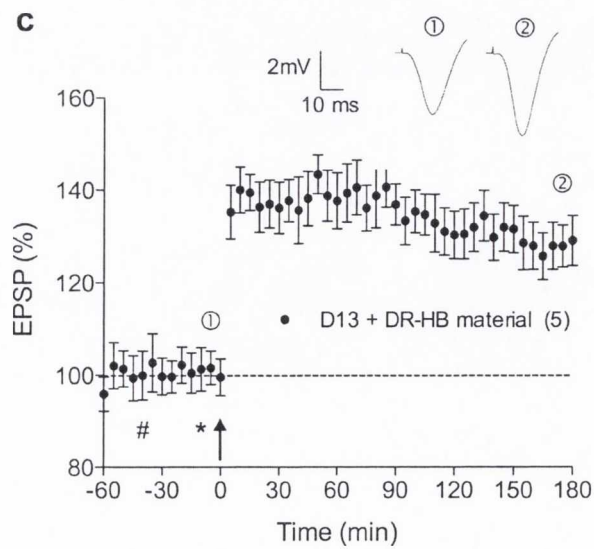 C
① ②
2mV
10 ms
160
140
120
100
80
②
①
● D13 + DR-HB material (5)
# *
-60 -30 0 30 60 90 120 150 180
EPSP (%)
Time (min)